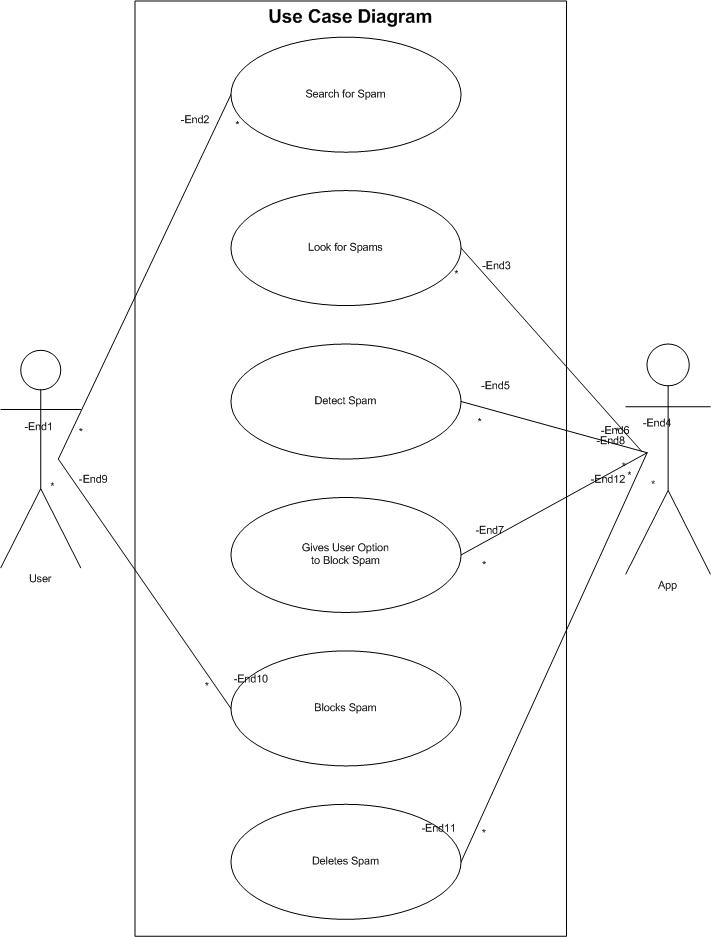 Use Case Diagram
Search for Spam
-End2
*
Look for Spams
-End3
*
Detect Spam
-End5
*
-End1
*
-End6
-End4
-End8
*
*
-End9
*
-End12
*
Gives User Option
to Block Spam
-End7
*
User
App
-End10
*
Blocks Spam
-End11
*
Deletes Spam